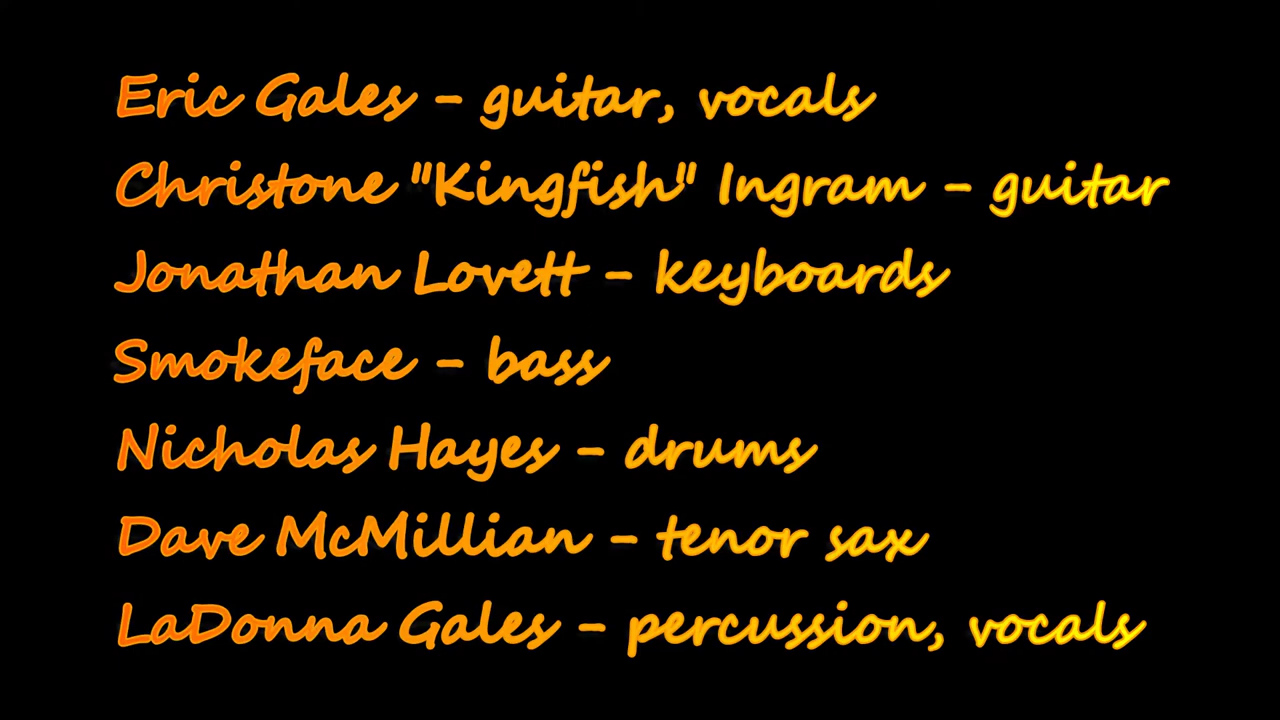 Eric Gales - guitar, vocals
Christone "Kingfish" Ingram - guitar
Jonathan Lovett - keyboards
Smokeface - bass
Nicholas Hayes - drums
Dave McMillian - tenor sax
LaDonna Gales - percussion, vocals